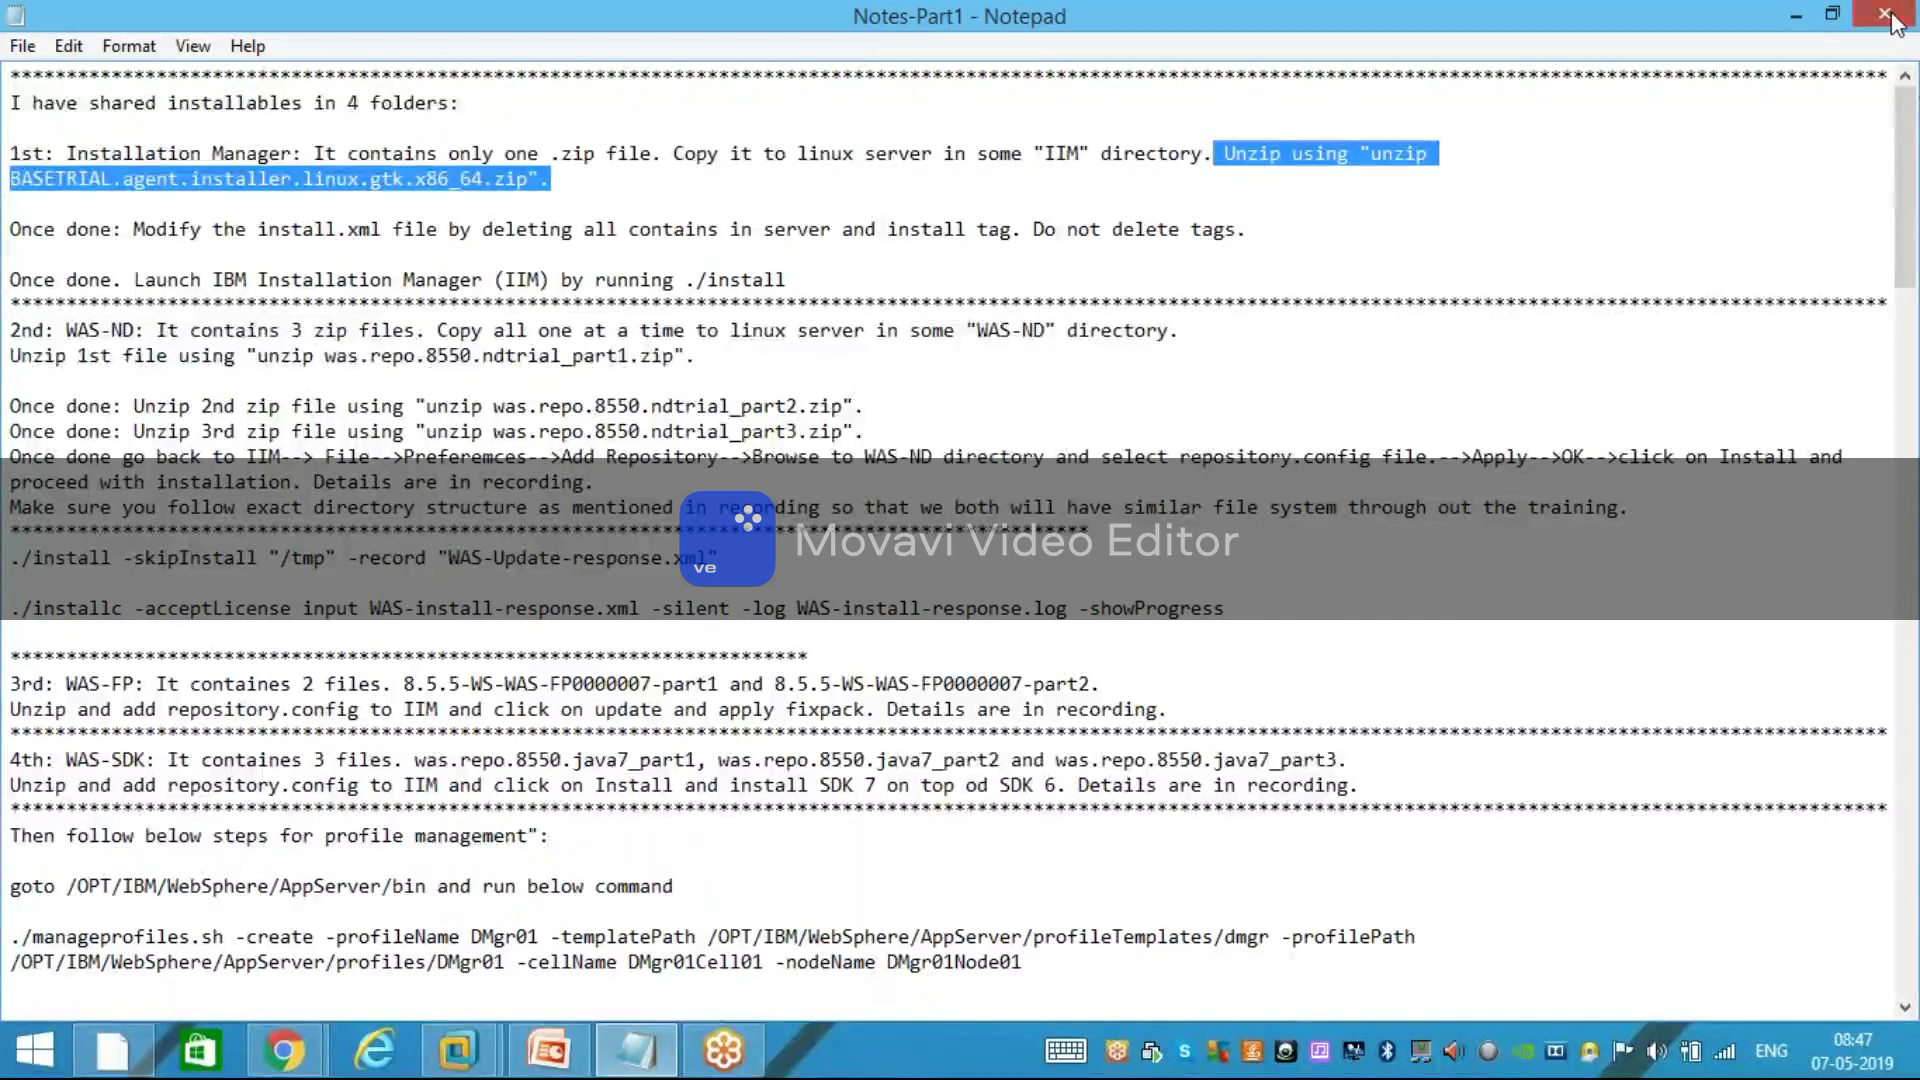 Notes-Part1 - Notepad
File Edit Format View Help
***********************************************************************************************************************************************************************
I have shared installables in 4 folders:
1st: Installation Manager: It contains only one .zip file. Copy it to linux server in some "IIM" directory. Unzip using "unzip
BASETRIAL.agent.installer.linux.gtk.x86_64.zip".
Once done: Modify the install.xml file by deleting all contains in server and install tag. Do not delete tags.
Once done. Launch IBM Installation Manager (IIM) by running ./install
***********************************************************************************************************************************************************************
2nd: WAS-ND: It contains 3 zip files. Copy all one at a time to linux server in some "WAS-ND" directory.
Unzip 1st file using "unzip was.repo.8550.ndtrial_part1.zip".
Once done: Unzip 2nd zip file using "unzip was.repo.8550.ndtrial_part2.zip".
Once done: Unzip 3rd zip file using "unzip was.repo.8550.ndtrial_part3.zip".
Once done go back to IIM--> File-->Preferemces-->Add Repository-->Browse to WAS-ND directory and select repository.config file.-->Apply-->OK-->click on Install and
proceed with installation. Details are in recording.
Make sure you follow exact directory structure as mentioned in recording so that we both will have similar file system through out the training.
************************************************************************************************
./install -skipInstall "/tmp" -record "WAS-Update-response.xml"
ve Movavi Video Editor
./installc -acceptLicense input WAS-install-response.xml -silent -log WAS-install-response.log -showProgress
***********************************************************************
3rd: WAS-FP: It containes 2 files. 8.5.5-WS-WAS-FP0000007-part1 and 8.5.5-WS-WAS-FP0000007-part2.
Unzip and add repository.config to IIM and click on update and apply fixpack. Details are in recording.
***********************************************************************************************************************************************************************
4th: WAS-SDK: It containes 3 files. was.repo.8550.java7_part1, was.repo.8550.java7_part2 and was.repo.8550.java7_part3.
Unzip and add repository.config to IIM and click on Install and install SDK 7 on top od SDK 6. Details are in recording.
***********************************************************************************************************************************************************************
Then follow below steps for profile management":
goto /OPT/IBM/WebSphere/AppServer/bin and run below command
./manageprofiles.sh -create -profileName DMgr01 -templatePath /OPT/IBM/WebSphere/AppServer/profileTemplates/dmgr -profilePath
/OPT/IBM/WebSphere/AppServer/profiles/DMgr01 -cellName DMgr01Cell01 -nodeName DMgr01Node01
ENG
08:47
07-05-2019